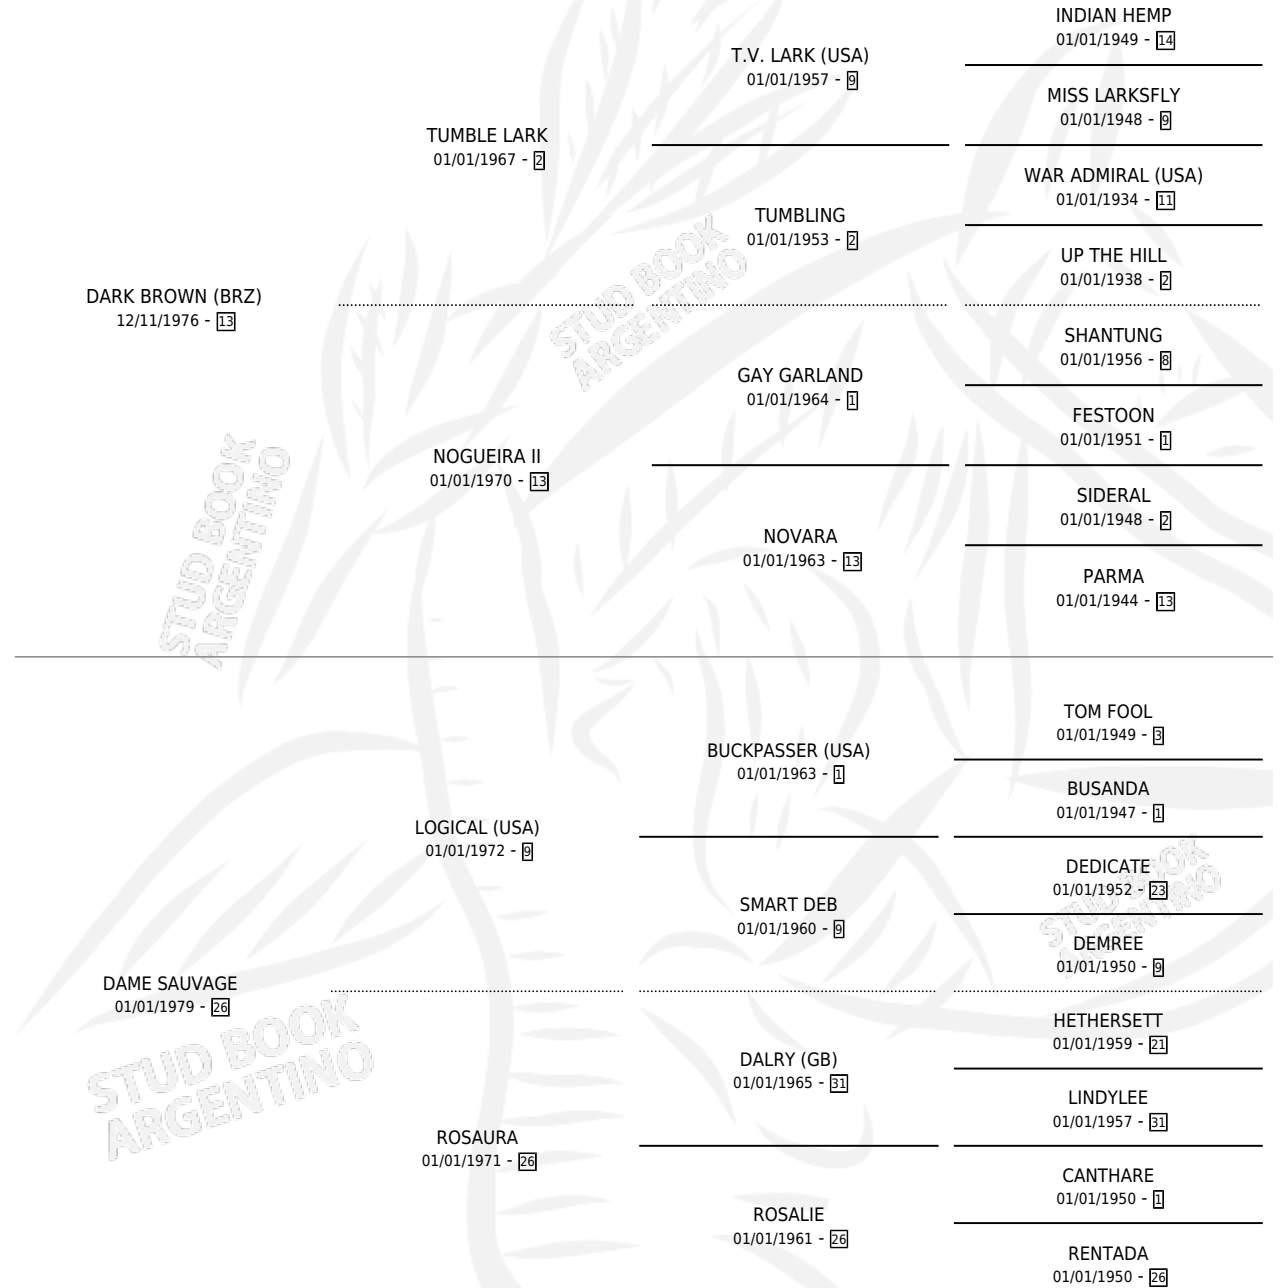 INDIAN HEMP
01/01/1949 - 14
T.V. LARK (USA)
01/01/1957 - 9
MISS LARKSFLY
01/01/1948 - 9
TUMBLE LARK
01/01/1967 - 2
WAR ADMIRAL (USA)
01/01/1934 - 11
TUMBLING
01/01/1953 - 2
UP THE HILL
01/01/1938 - 2
DARK BROWN (BRZ)
12/11/1976 - 13
SHANTUNG
01/01/1956 - 8
GAY GARLAND
01/01/1964 - 1
FESTOON
01/01/1951 - 1
NOGUEIRA II
01/01/1970 - 13
SIDERAL
01/01/1948 - 2
NOVARA
01/01/1963 - 13
PARMA
01/01/1944 - 13
TOM FOOL
01/01/1949 - 3
BUCKPASSER (USA)
01/01/1963 - 1
BUSANDA
01/01/1947 - 1
LOGICAL (USA)
01/01/1972 - 9
DEDICATE
01/01/1952 - 23
SMART DEB
01/01/1960 - 9
DEMREE
01/01/1950 - 9
DAME SAUVAGE
01/01/1979 - 26
HETHERSETT
01/01/1959 - 21
DALRY (GB)
01/01/1965 - 31
LINDYLEE
01/01/1957 - 31
ROSAURA
01/01/1971 - 26
CANTHARE
01/01/1950 - 1
ROSALIE
01/01/1961 - 26
RENTADA
01/01/1950 - 26
STUD BOOK
ARGENTINO
STUD BOOK
ARGENTINO
STUD BOOK
ARGENTINO
STUD BOOK
ARGENTINO